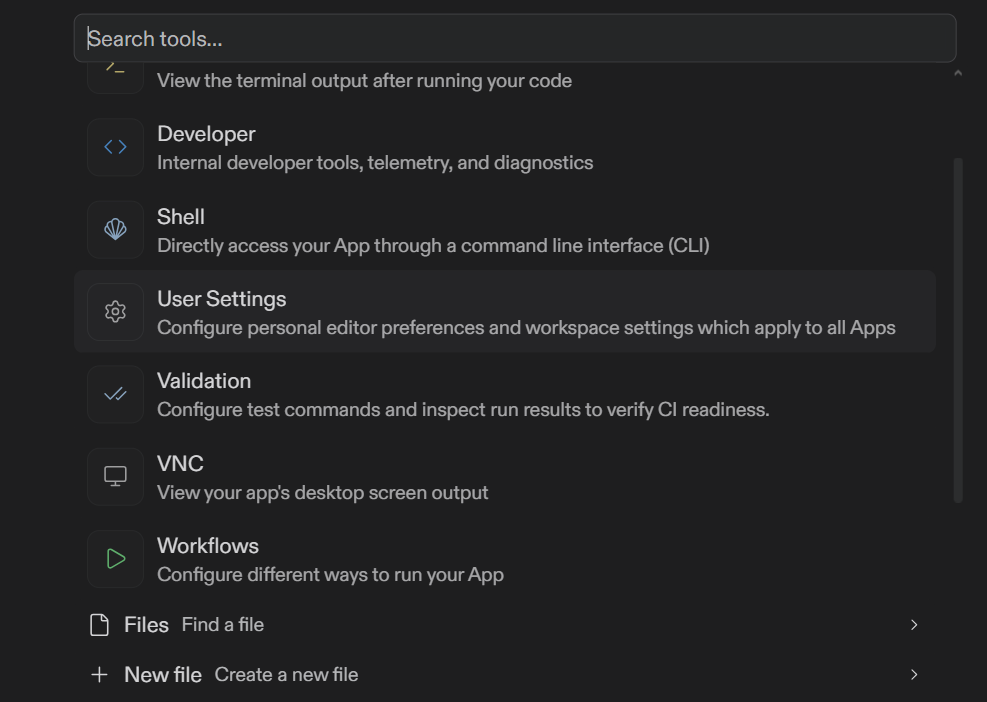 Search tools...
View the terminal output after running your code
Developer
Internal developer tools, telemetry, and diagnostics
Shell
Directly access your App through a command line interface (CLI)
User Settings
Configure personal editor preferences and workspace settings which apply to all Apps
Validation
Configure test commands and inspect run results to verify CI readiness.
VNC
View your app's desktop screen output
Workflows
Configure different ways to run your App
Files Find a file
New file Create a new file